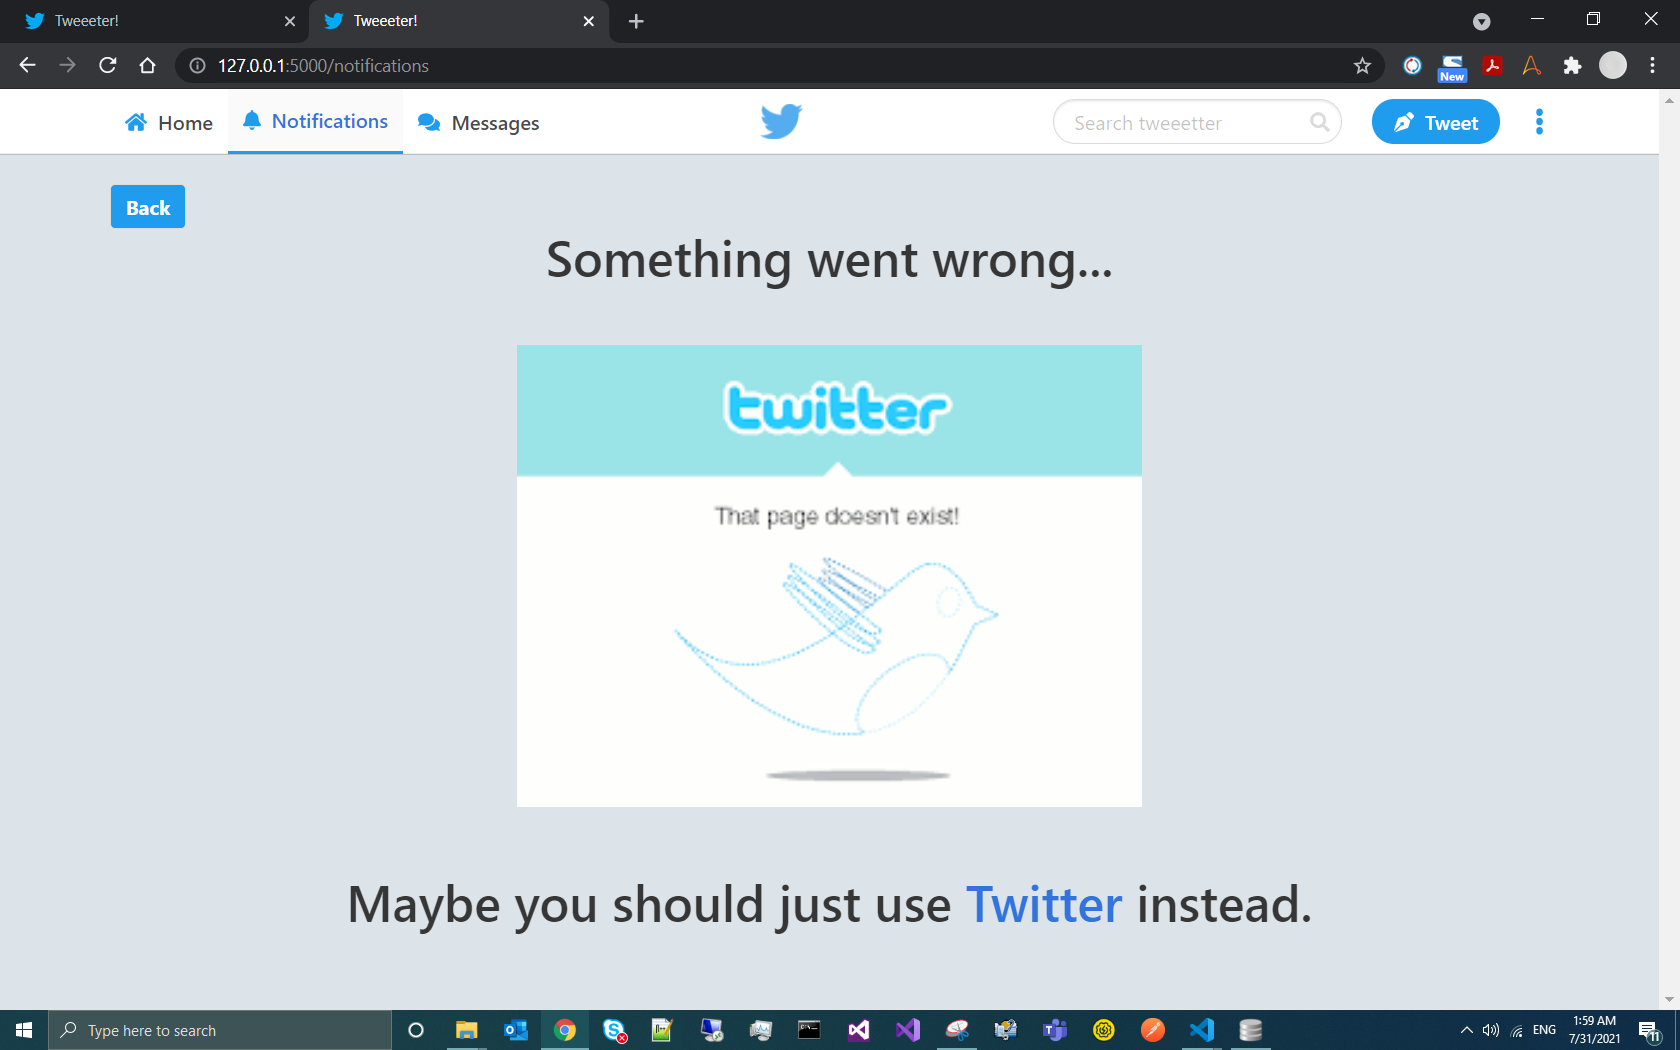 Tweeeter!
Tweeeter!
127.0.0.1:5000/notifications
New
Home
Notifications
Messages
Search tweeetter
Tweet
Back
Something went wrong...
twitter
That page doesn't exist!
Maybe you should just use Twitter instead.
Type here to search
ENG
1:59 AM
7/31/2021
11